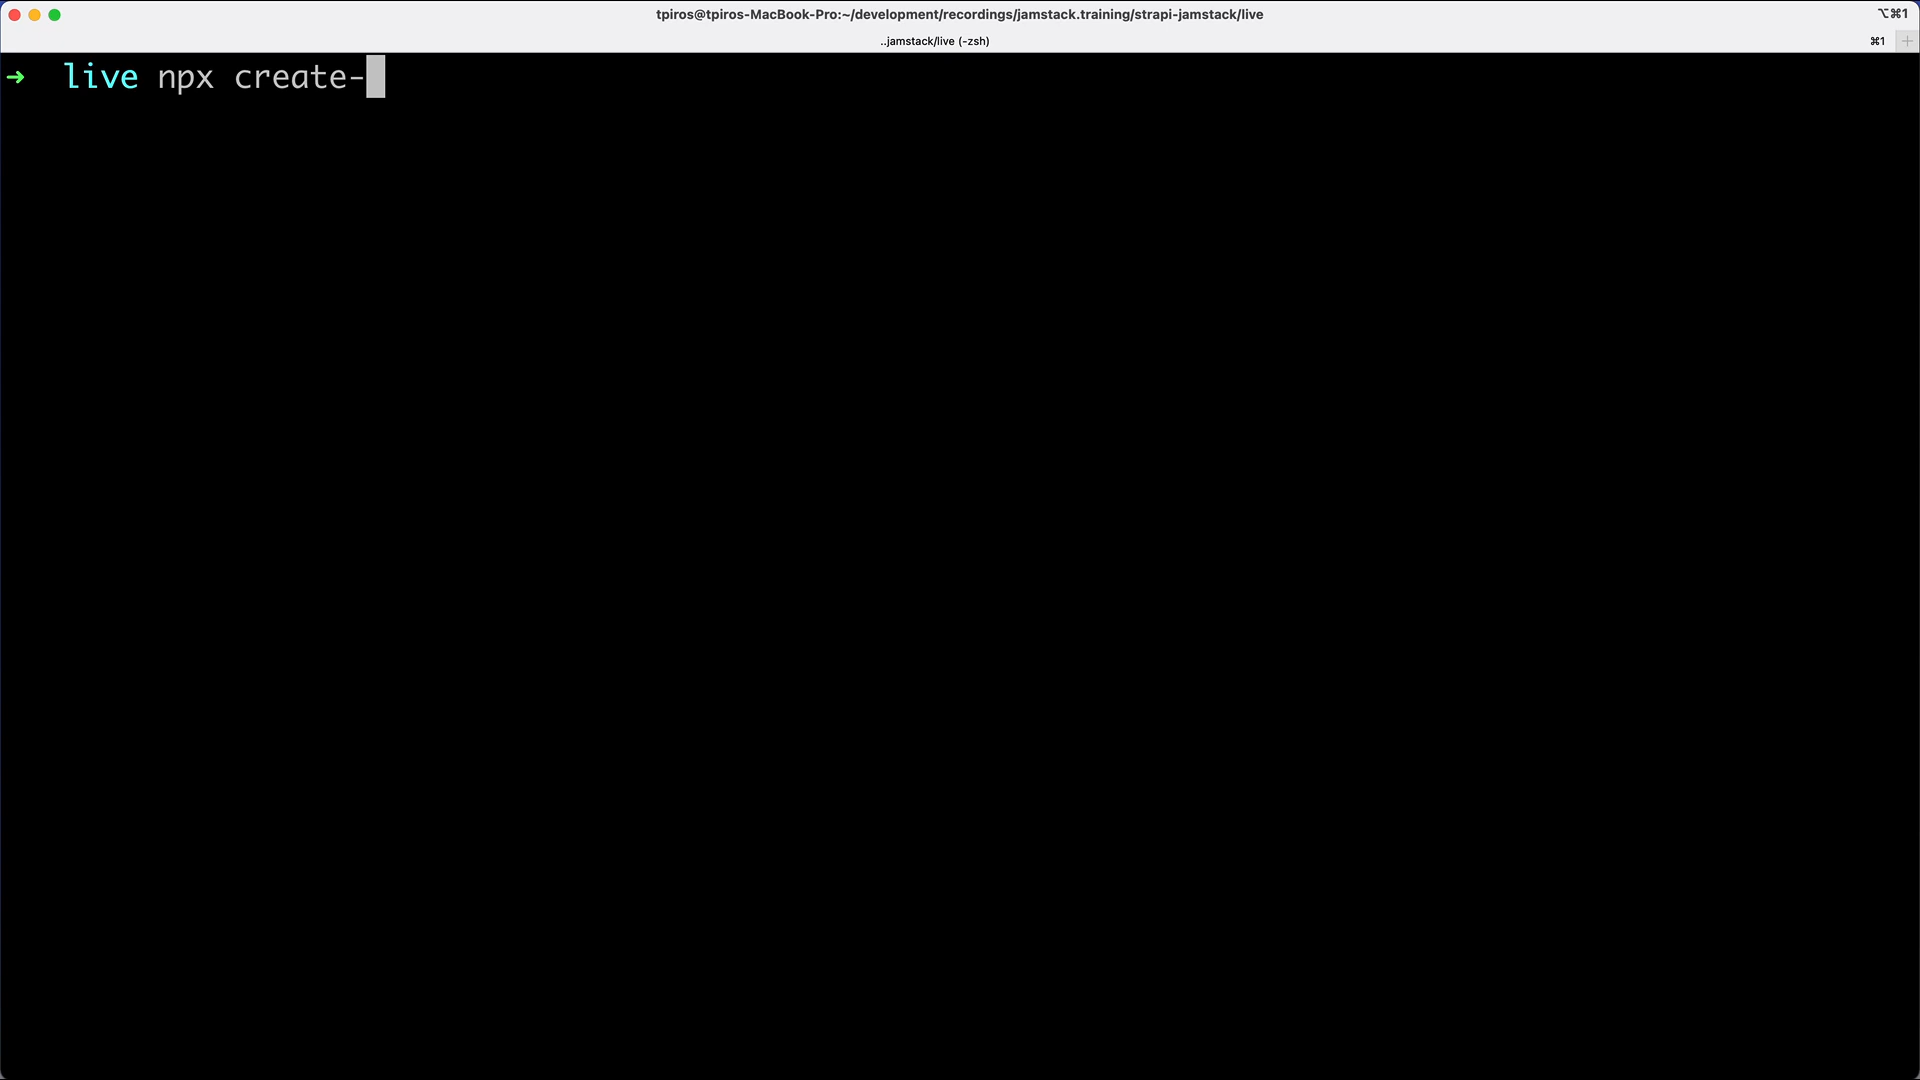 tpiros@tpiros-MacBook-Pro:~/development/recordings/jamstack.training/strapi-jamstack/live
⌥⌘1
..jamstack/live (-zsh)
⌘1
+
➜ live npx create-